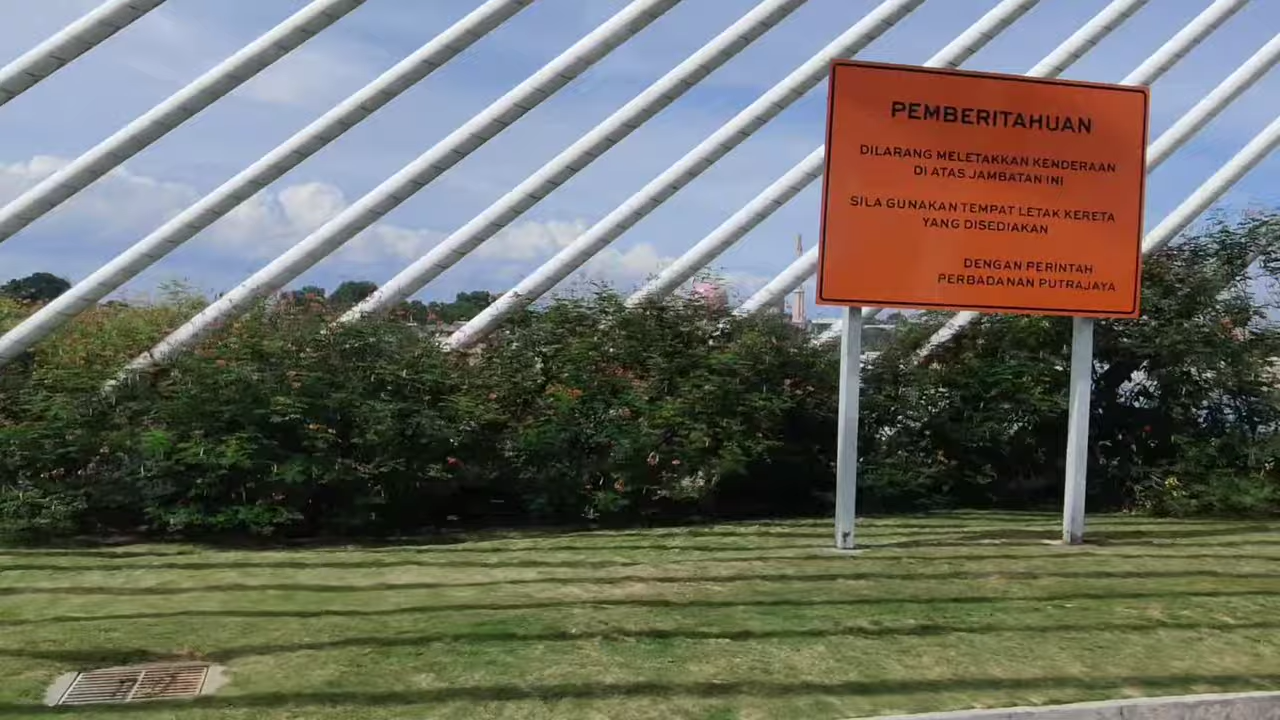 PEMBERITAHUAN
DILARANG MELETAKKAN KENDERAAN
DI ATAS JAMBATAN INI
SILA GUNAKAN TEMPAT LETAK KERETA
YANG DISEDIAKAN
DENGAN PERINTAH
PERBADANAN PUTRAJAYA